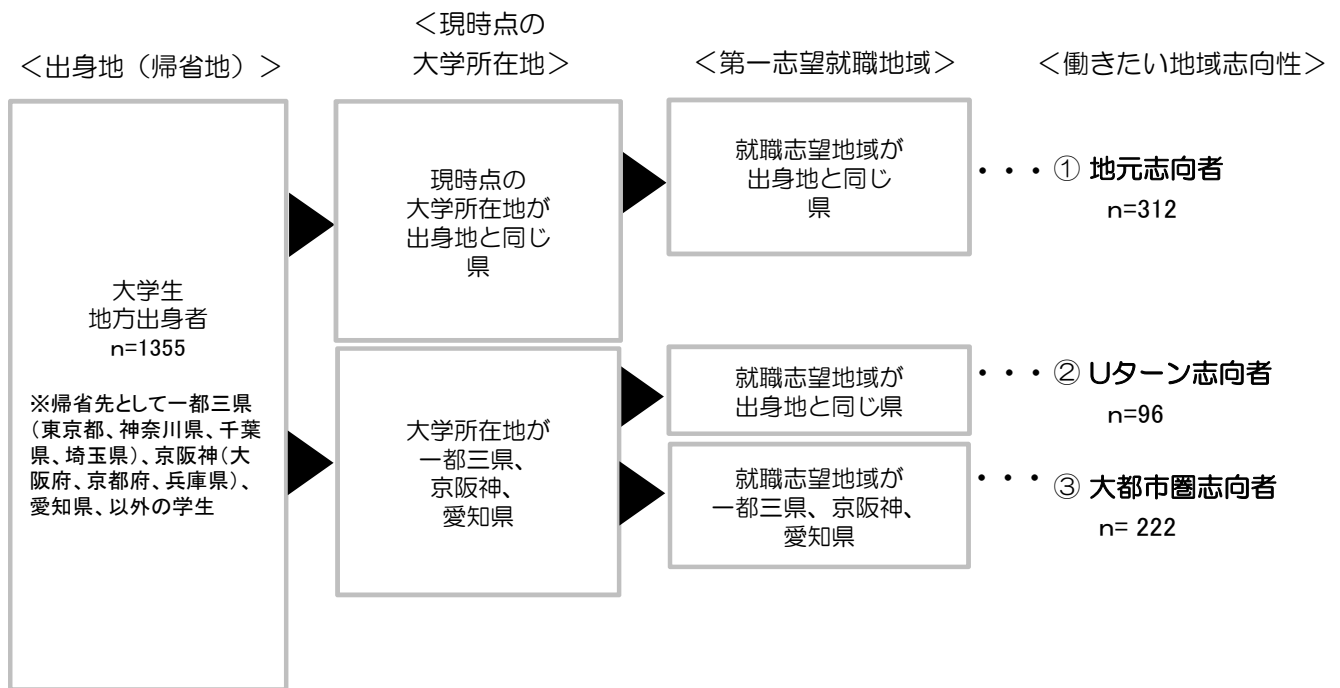 ＜出身地（帰省地）＞
＜現時点の
大学所在地＞
＜第一志望就職地域＞
＜働きたい地域志向性＞
大学生
地方出身者
n=1355
※帰省先として一都三県
（東京都、神奈川県、千葉
県、埼玉県）、京阪神（大
阪府、京都府、兵庫県）、
愛知県、以外の学生
現時点の
大学所在地が
出身地と同じ
県
就職志望地域が
出身地と同じ
県
・・・ ① 地元志向者
n=312
大学所在地が
一都三県、
京阪神、
愛知県
就職志望地域が
出身地と同じ県
・・・ ② Uターン志向者
n=96
就職志望地域が
一都三県、京阪神、
愛知県
・・・ ③ 大都市圏志向者
n= 222